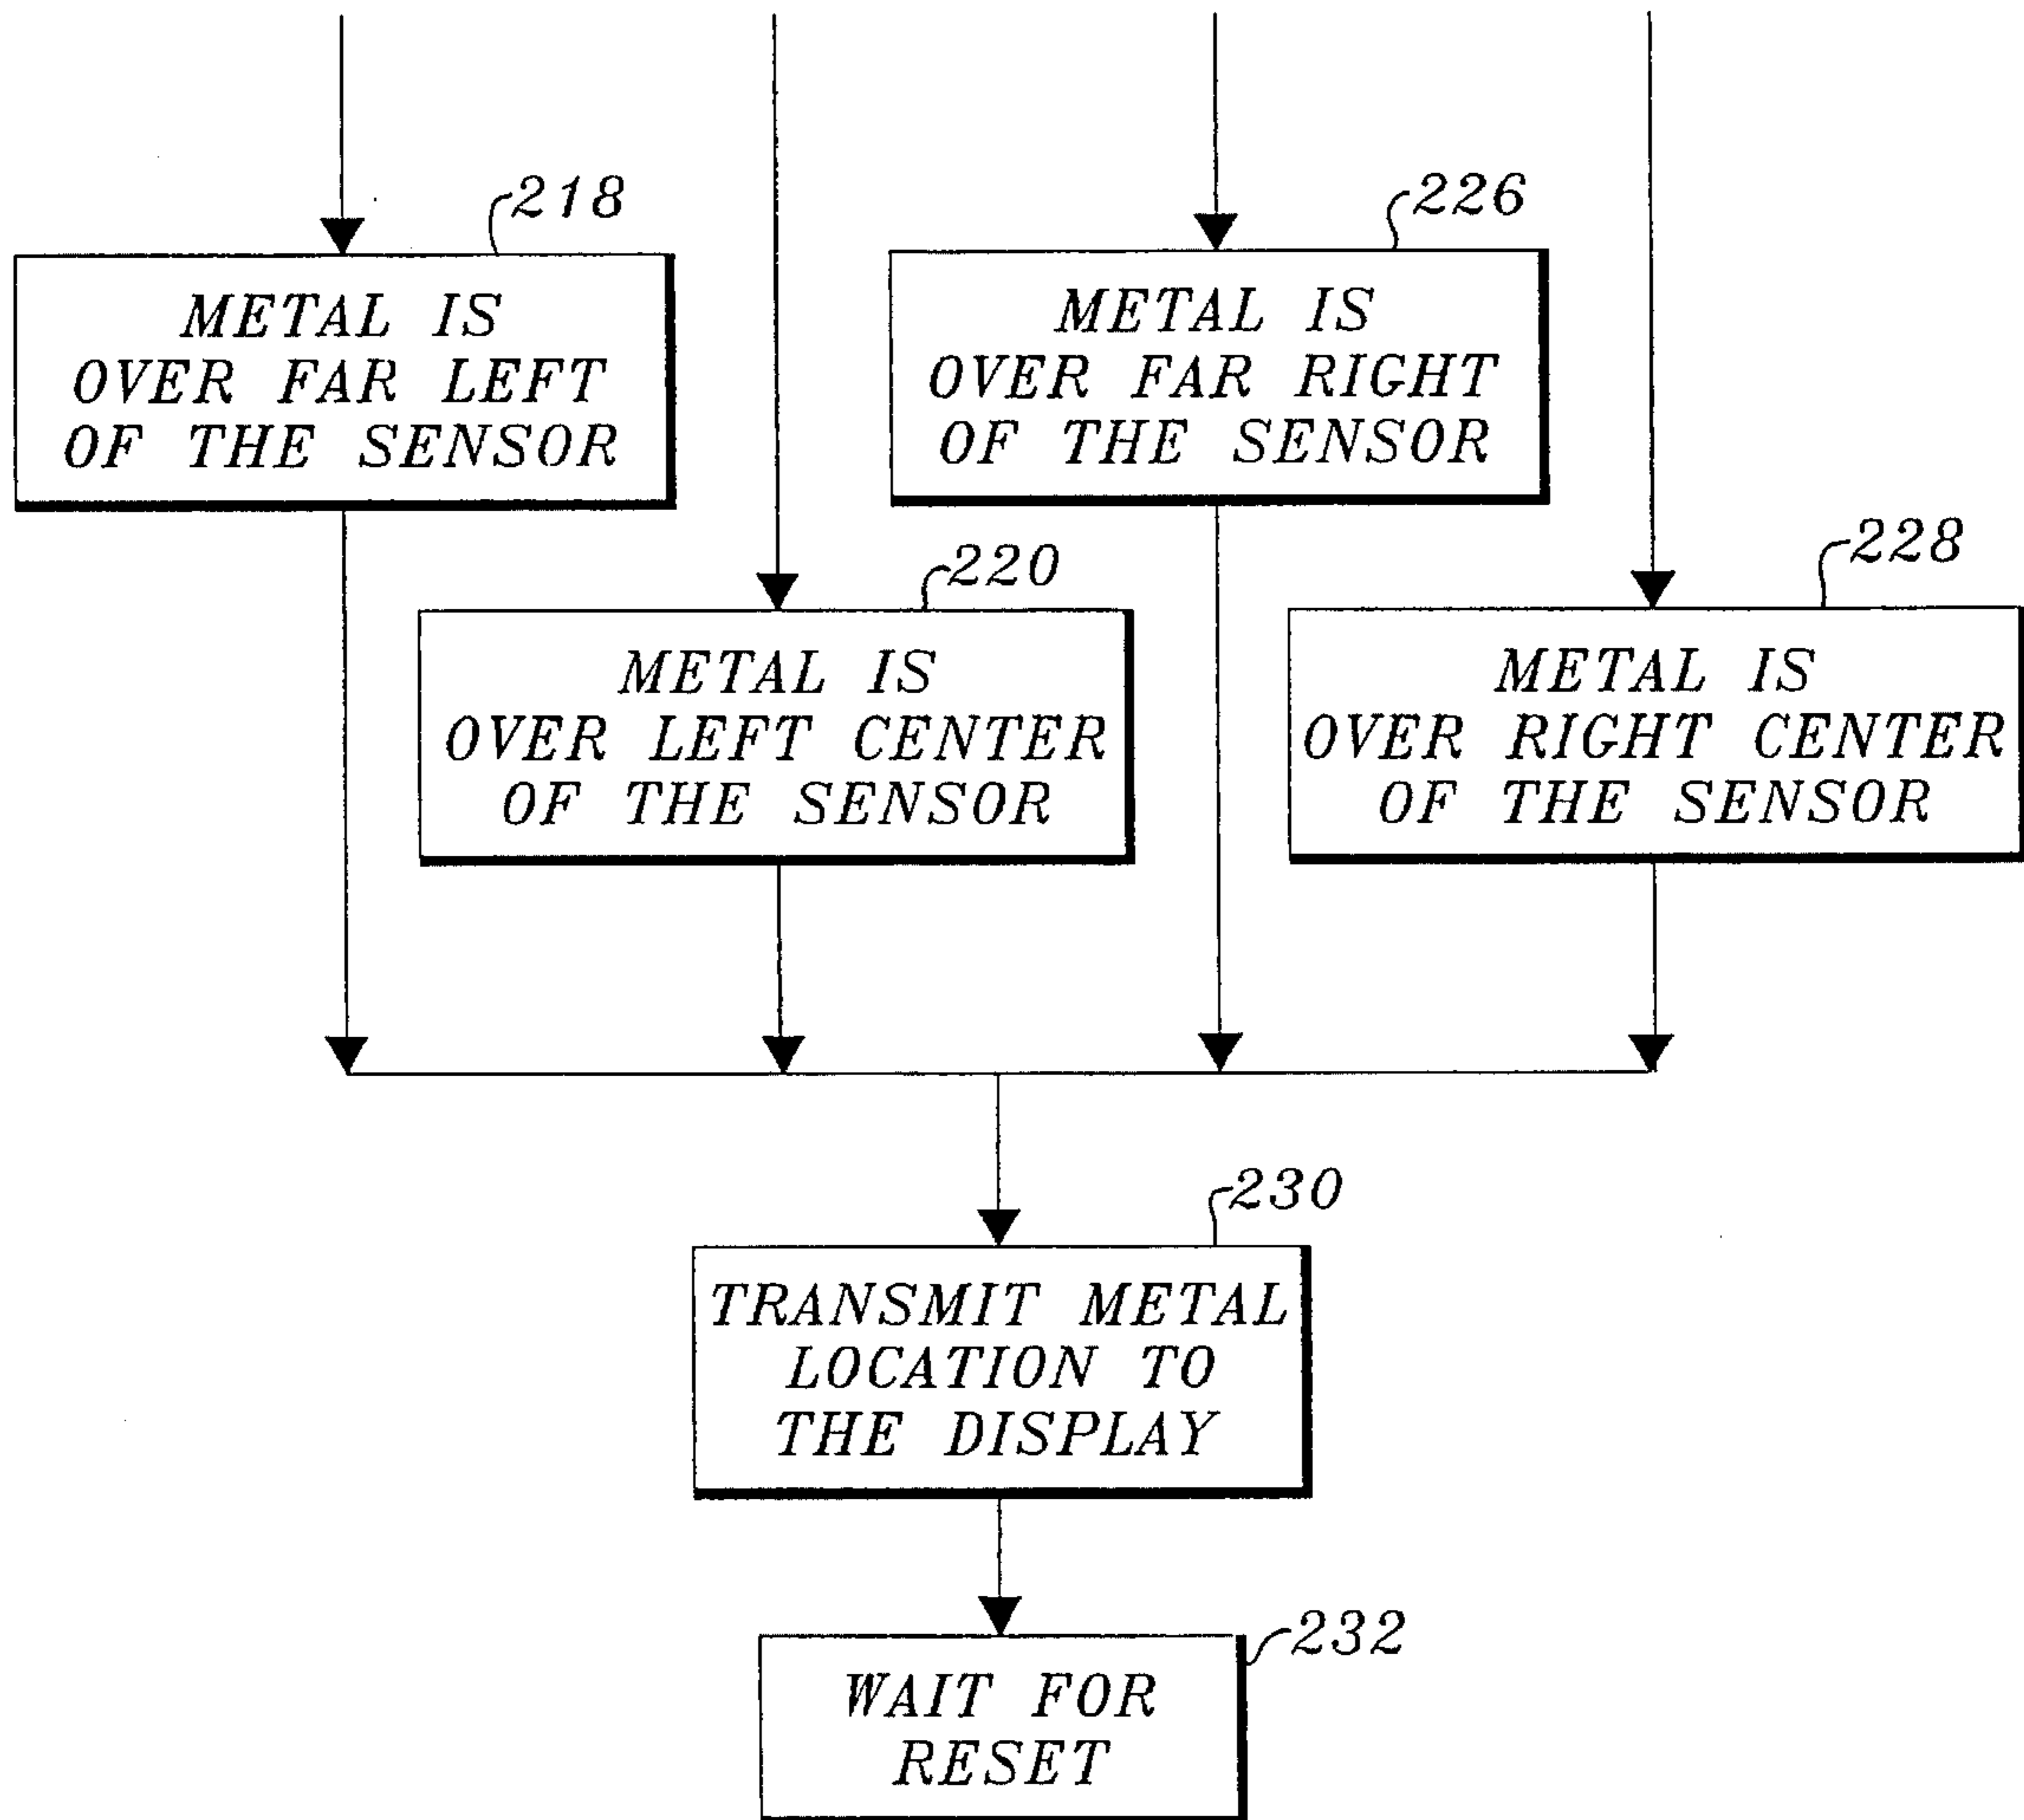 218
METAL IS
OVER FAR LEFT
OF THE SENSOR
226
METAL IS
OVER FAR RIGHT
OF THE SENSOR
220
METAL IS
OVER LEFT CENTER
OF THE SENSOR
228
METAL IS
OVER RIGHT CENTER
OF THE SENSOR
230
TRANSMIT METAL
LOCATION TO
THE DISPLAY
232
WAIT FOR
RESET